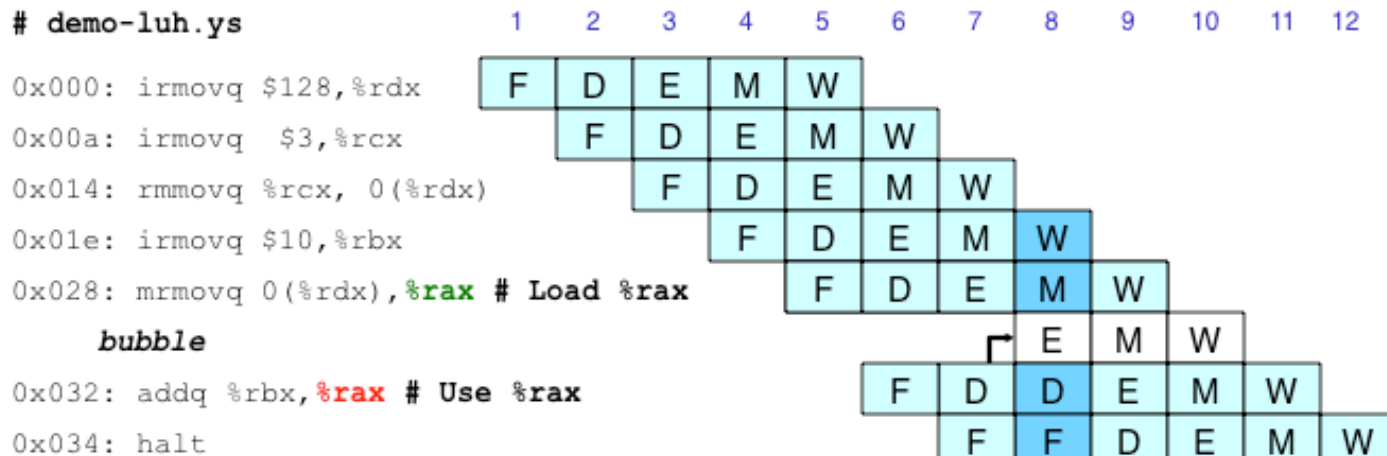 # demo-luh.ys 1 2 3 4 5 6 7 8 9 10 11 12
0x000: irmovq $128,%rdx F D E M W
0x00a: irmovq  $3,%rcx F D E M W
0x014: rmmovq %rcx, 0(%rdx) F D E M W
0x01e: irmovq $10,%rbx F D E M W
0x028: mrmovq 0(%rdx),%rax # Load %rax F D E M W
bubble E M W
0x032: addq %rbx,%rax # Use %rax F D D E M W
0x034: halt F F D E M W